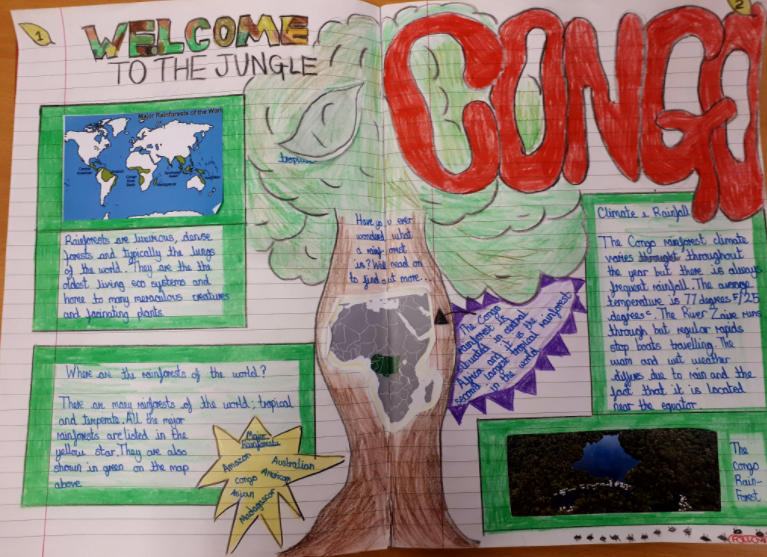 1
WELCOME
TO THE JUNGLE
Major Rainforests of the World
Rainforests are luxurious, dense
forests and typically the lungs
of the world. They are the the
oldest living eco systems and
home to many miraculous creatures
and facinating plants
Where are the rainforests of the world?
There are many rainforests of the world; tropical
and temperate. All the major
rainforests are listed in the
yellow star. They are also
shown in green on the map
above.
Major
Rainforests
Amazon
Australian
Congo
American
Asian
Madagascar
tropical
Have you ever
wonderd what
a rainforest
is? Well read on
to find out more...
2
CONGO
The Congo
rainforest is
situated in central
Africa and it is the
second largest tropical rainforest
in the world
Climate & Rainfall
The Congo rainforest climate
varies throught throughout
the year but there is always
frequent rainfall. The average
temperature is 77 degrees F/25
degrees c. The River Zaire runs
through but regular rapids
stop boats travelling. The
warm and wet weather
differs due to rain and the
fact that it is located
near the equator.
The
Congo
Rain-
Forest